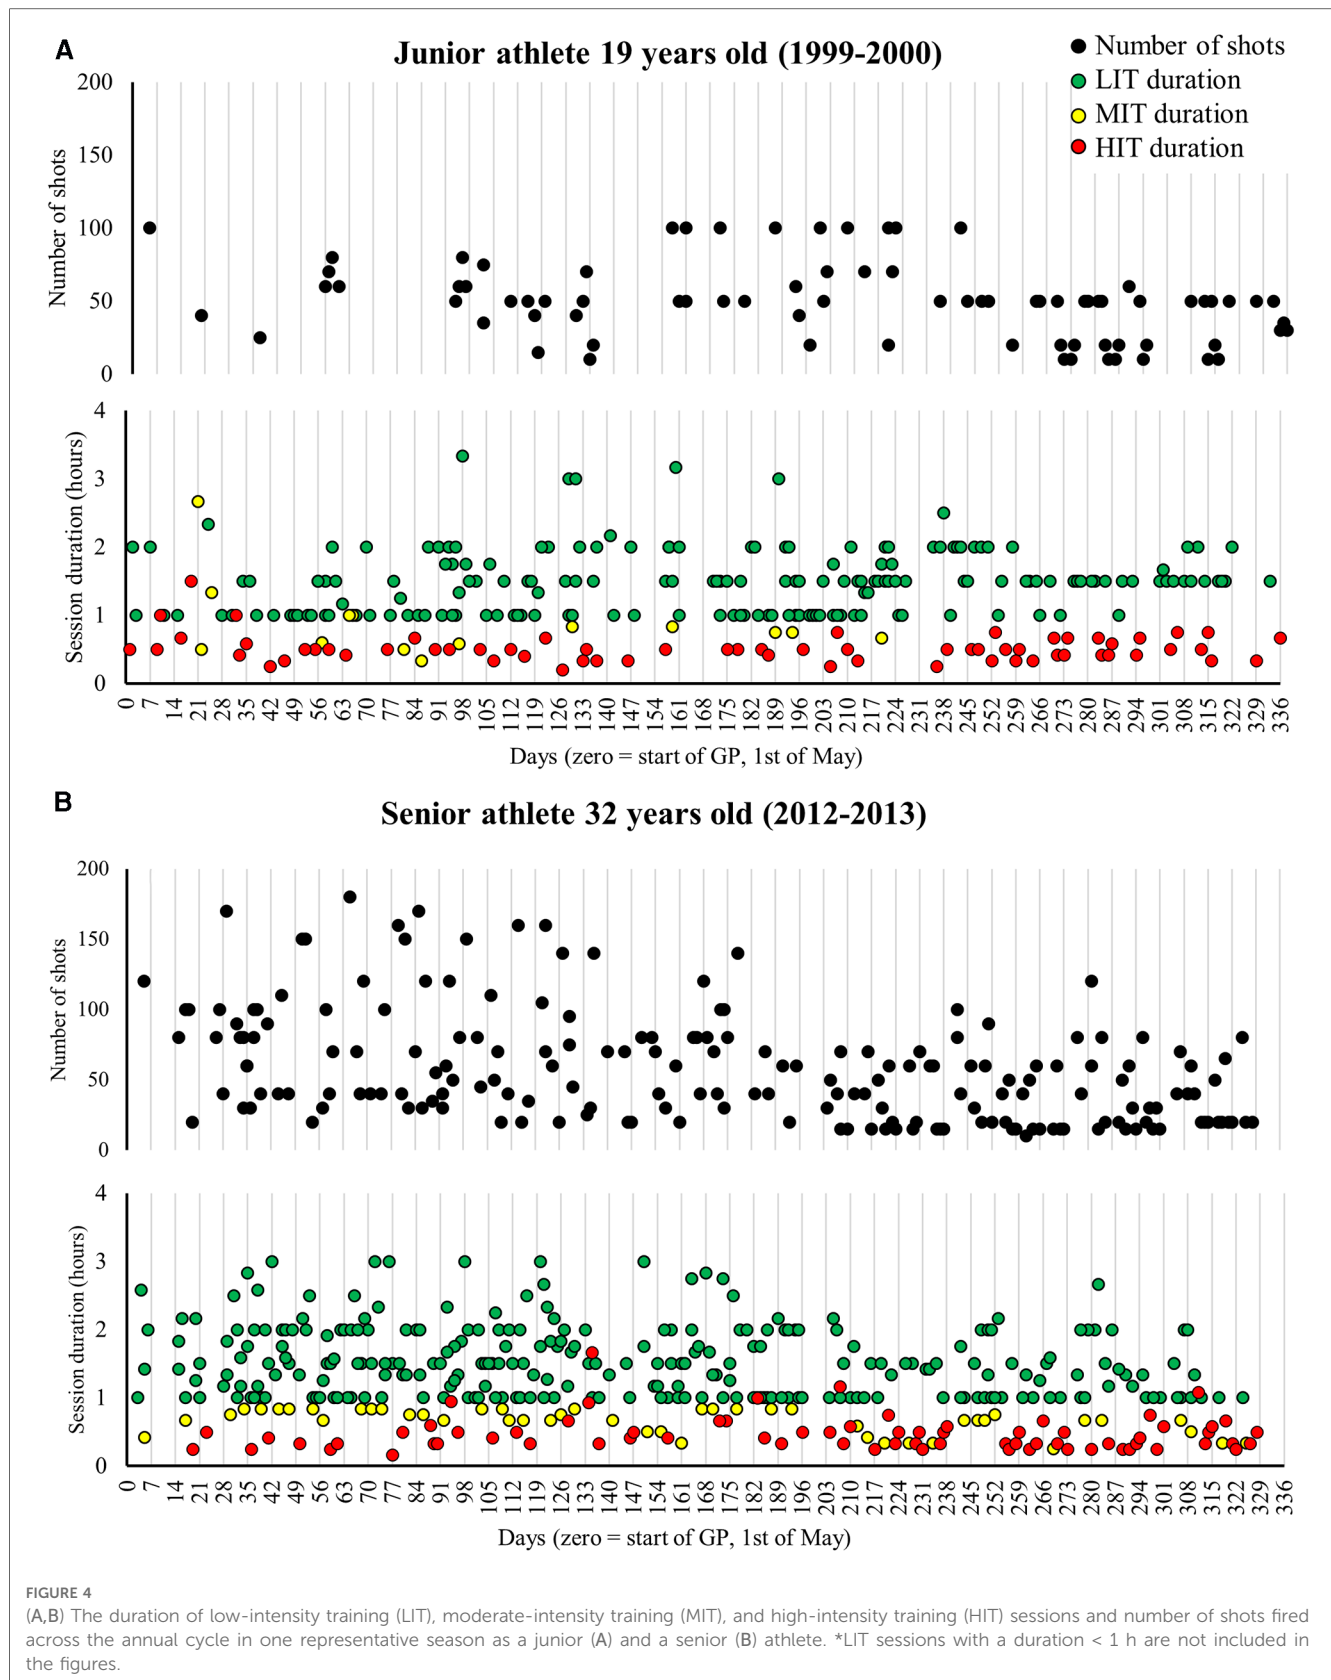 A
Junior athlete 19 years old (1999-2000)
Number of shots
LIT duration
MIT duration
HIT duration
200
150
100
50
0
Number of shots
4
3
2
1
0
Session duration (hours)
0 7 14 21 28 35 42 49 56 63 70 77 84 91 98 105 112 119 126 133 140 147 154 161 168 175 182 189 196 203 210 217 224 231 238 245 252 259 266 273 280 287 294 301 308 315 322 329 336
Days (zero = start of GP, 1st of May)
B
Senior athlete 32 years old (2012-2013)
200
150
100
50
0
Number of shots
4
3
2
1
0
Session duration (hours)
0 7 14 21 28 35 42 49 56 63 70 77 84 91 98 105 112 119 126 133 140 147 154 161 168 175 182 189 196 203 210 217 224 231 238 245 252 259 266 273 280 287 294 301 308 315 322 329 336
Days (zero = start of GP, 1st of May)
FIGURE 4
(A,B) The duration of low-intensity training (LIT), moderate-intensity training (MIT), and high-intensity training (HIT) sessions and number of shots fired
across the annual cycle in one representative season as a junior (A) and a senior (B) athlete. *LIT sessions with a duration < 1 h are not included in
the figures.